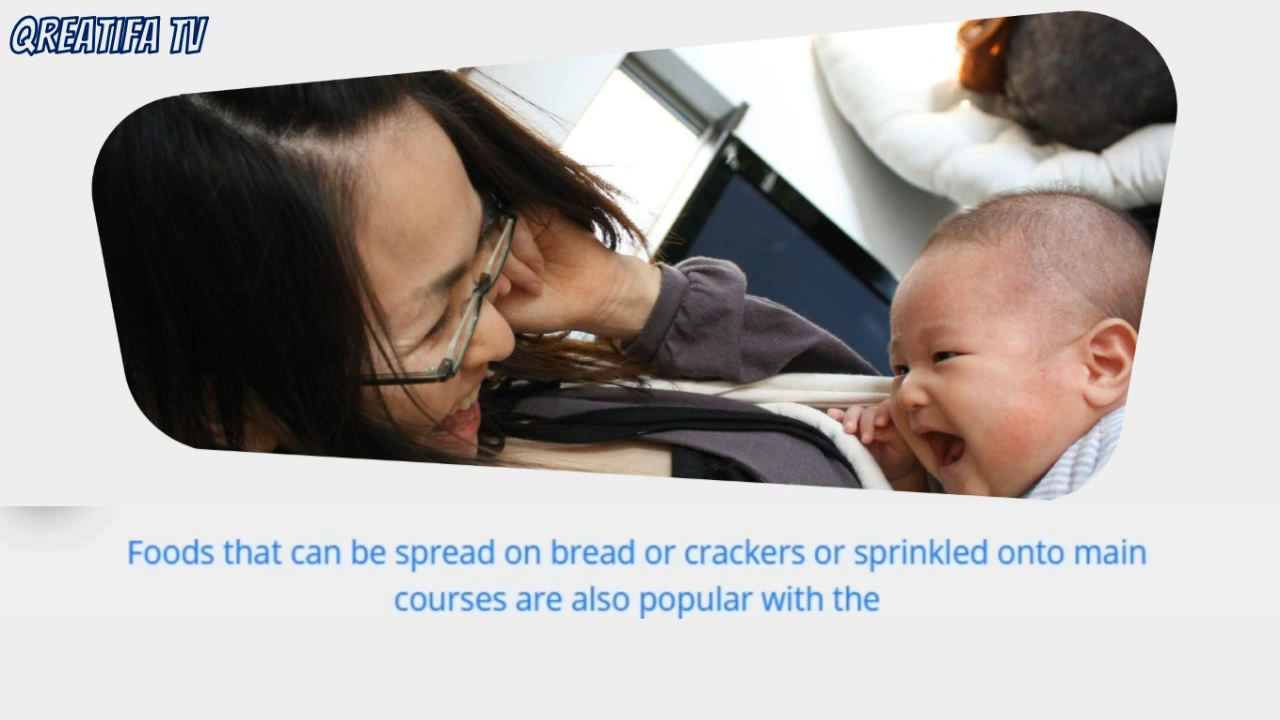 QREATIFA TV
Foods that can be spread on bread or crackers or sprinkled onto main
courses are also popular with the